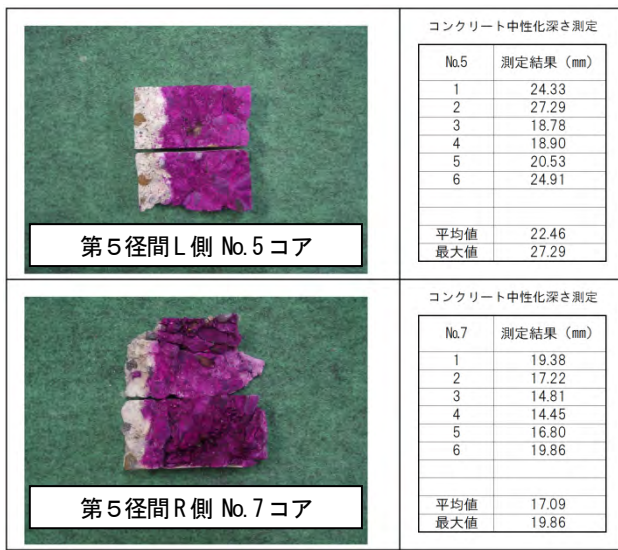 コンクリート中性化深さ測定
No.5 測定結果（mm）
1 24.33
2 27.29
3 18.78
4 18.90
5 20.53
6 24.91
平均値 22.46
最大値 27.29
第５径間L側 No.5コア
コンクリート中性化深さ測定
No.7 測定結果（mm）
1 19.38
2 17.22
3 14.81
4 14.45
5 16.80
6 19.86
平均値 17.09
最大値 19.86
第５径間R側 No.7コア